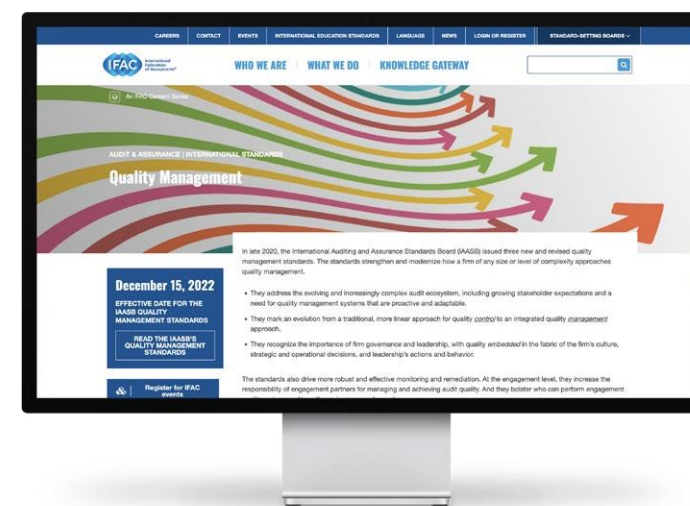 CAREERS CONTACT EVENTS INTERNATIONAL EDUCATION STANDARDS LANGUAGE NEWS LOGIN OR REGISTER STANDARD-SETTING BOARDS
IFAC International Federation of Accountants®
WHO WE ARE WHAT WE DO KNOWLEDGE GATEWAY
An IFAC Content Series
AUDIT & ASSURANCE | INTERNATIONAL STANDARDS
Quality Management
In late 2020, the International Auditing and Assurance Standards Board (IAASB) issued three new and revised quality
management standards. The standards strengthen and modernize how a firm of any size or level of complexity approaches
quality management.
• They address the evolving and increasingly complex audit ecosystem, including growing stakeholder expectations and a
need for quality management systems that are proactive and adaptable.
• They mark an evolution from a traditional, more linear approach for quality control to an integrated quality management
approach.
• They recognize the importance of firm governance and leadership, with quality embedded in the fabric of the firm's culture,
strategic and operational decisions, and leadership's actions and behavior.
The standards also drive more robust and effective monitoring and remediation. At the engagement level, they increase the
responsibility of engagement partners for managing and achieving audit quality. And they bolster who can perform engagement
December 15,
2022
EFFECTIVE DATE FOR THE
IAASB QUALITY
MANAGEMENT STANDARDS
READ THE IAASB'S
QUALITY MANAGEMENT
STANDARDS
Register for IFAC
events